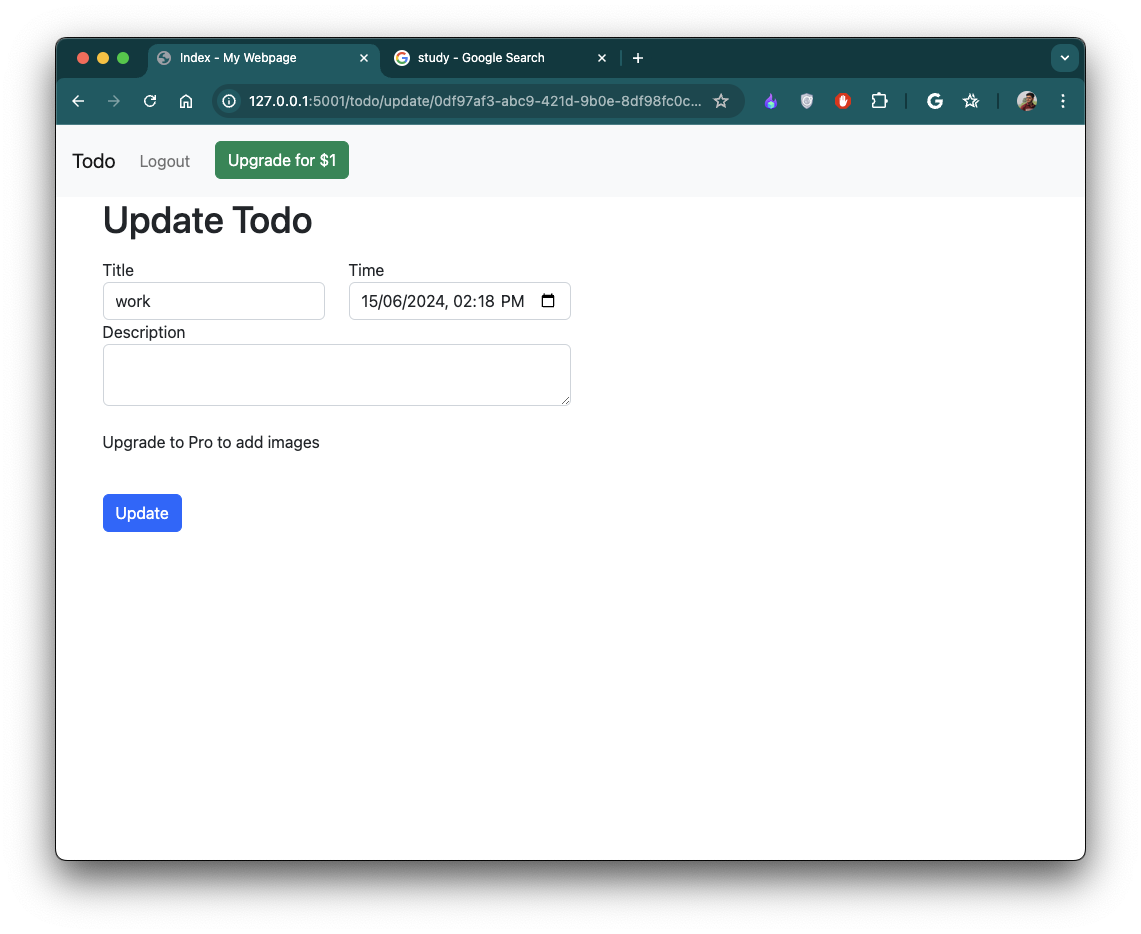 Index - My Webpage
study - Google Search
127.0.0.1:5001/todo/update/0df97af3-abc9-421d-9b0e-8df98fc0c...
Todo Logout Upgrade for $1
Update Todo
Title Time
work 15/06/2024, 02:18 PM
Description
Upgrade to Pro to add images
Update